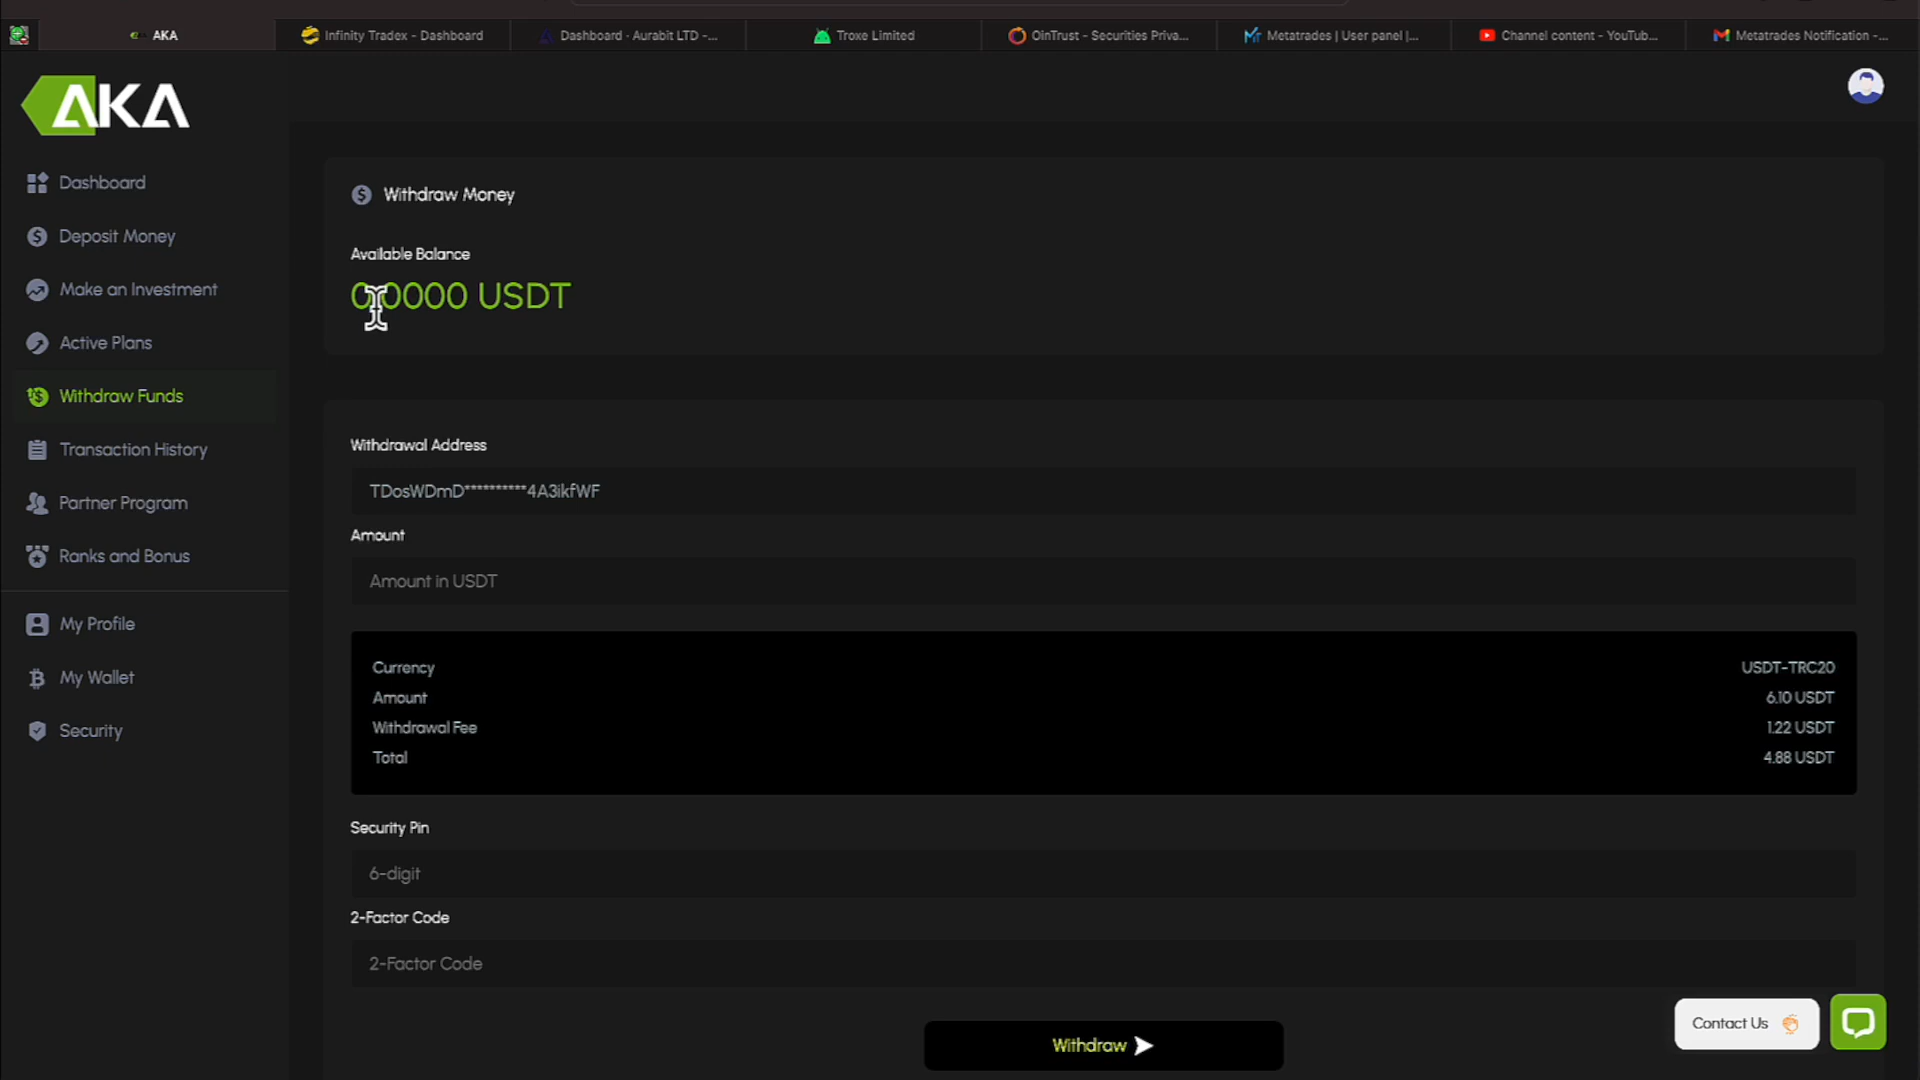 AKA
Infinity Tradex - Dashboard
Dashboard · Aurabit LTD -...
Troxe Limited
OinTrust - Securities Priva...
Metatrades | User panel |...
Channel content - YouTub...
Metatrades Notification -...
AKA
Dashboard
Deposit Money
Make an Investment
Active Plans
Withdraw Funds
Transaction History
Partner Program
Ranks and Bonus
My Profile
My Wallet
Security
Withdraw Money
Available Balance
0.0000 USDT
Withdrawal Address
TDosWDmD**********4A3ikfWF
Amount
Amount in USDT
Currency USDT-TRC20
Amount 6.10 USDT
Withdrawal Fee 1.22 USDT
Total 4.88 USDT
Security Pin
6-digit
2-Factor Code
2-Factor Code
Withdraw
Contact Us